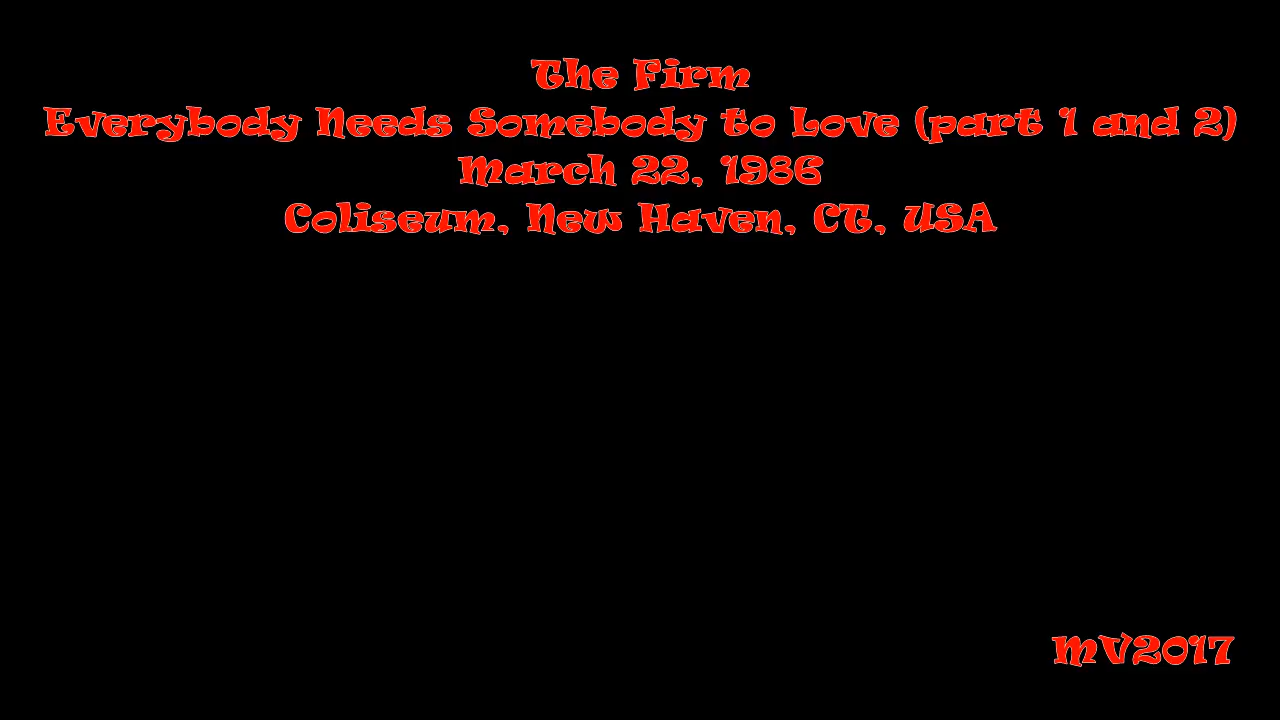 The Firm
Everybody Needs Somebody to Love (part 1 and 2)
March 22, 1986
Coliseum, New Haven, CT, USA
MV2017